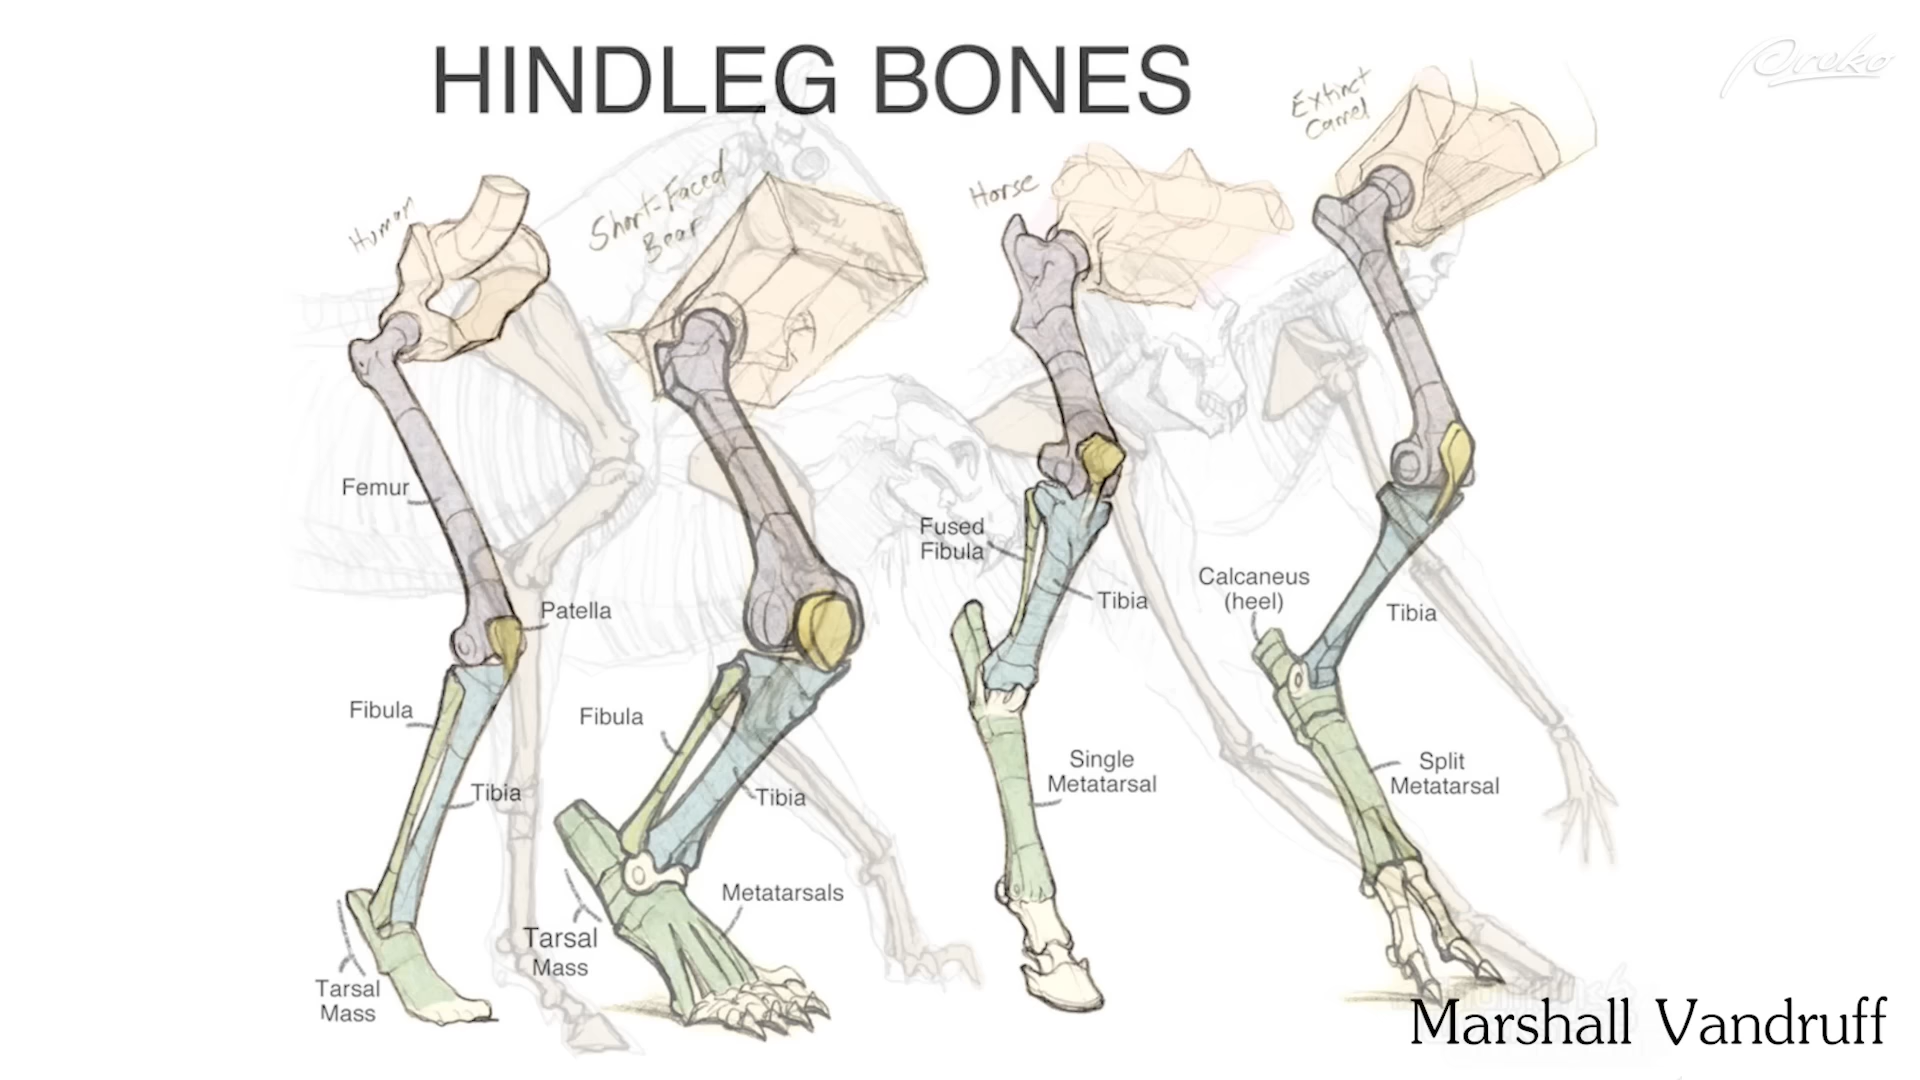 HINDLEG BONES
Proko
Extinct
Camel
Human
Short-Faced
Bear
Horse
Femur
Patella
Fibula
Tibia
Tarsal
Mass
Fibula
Tibia
Metatarsals
Tarsal
Mass
Fused
Fibula
Tibia
Single
Metatarsal
Calcaneus
(heel)
Tibia
Split
Metatarsal
Marshall Vandruff